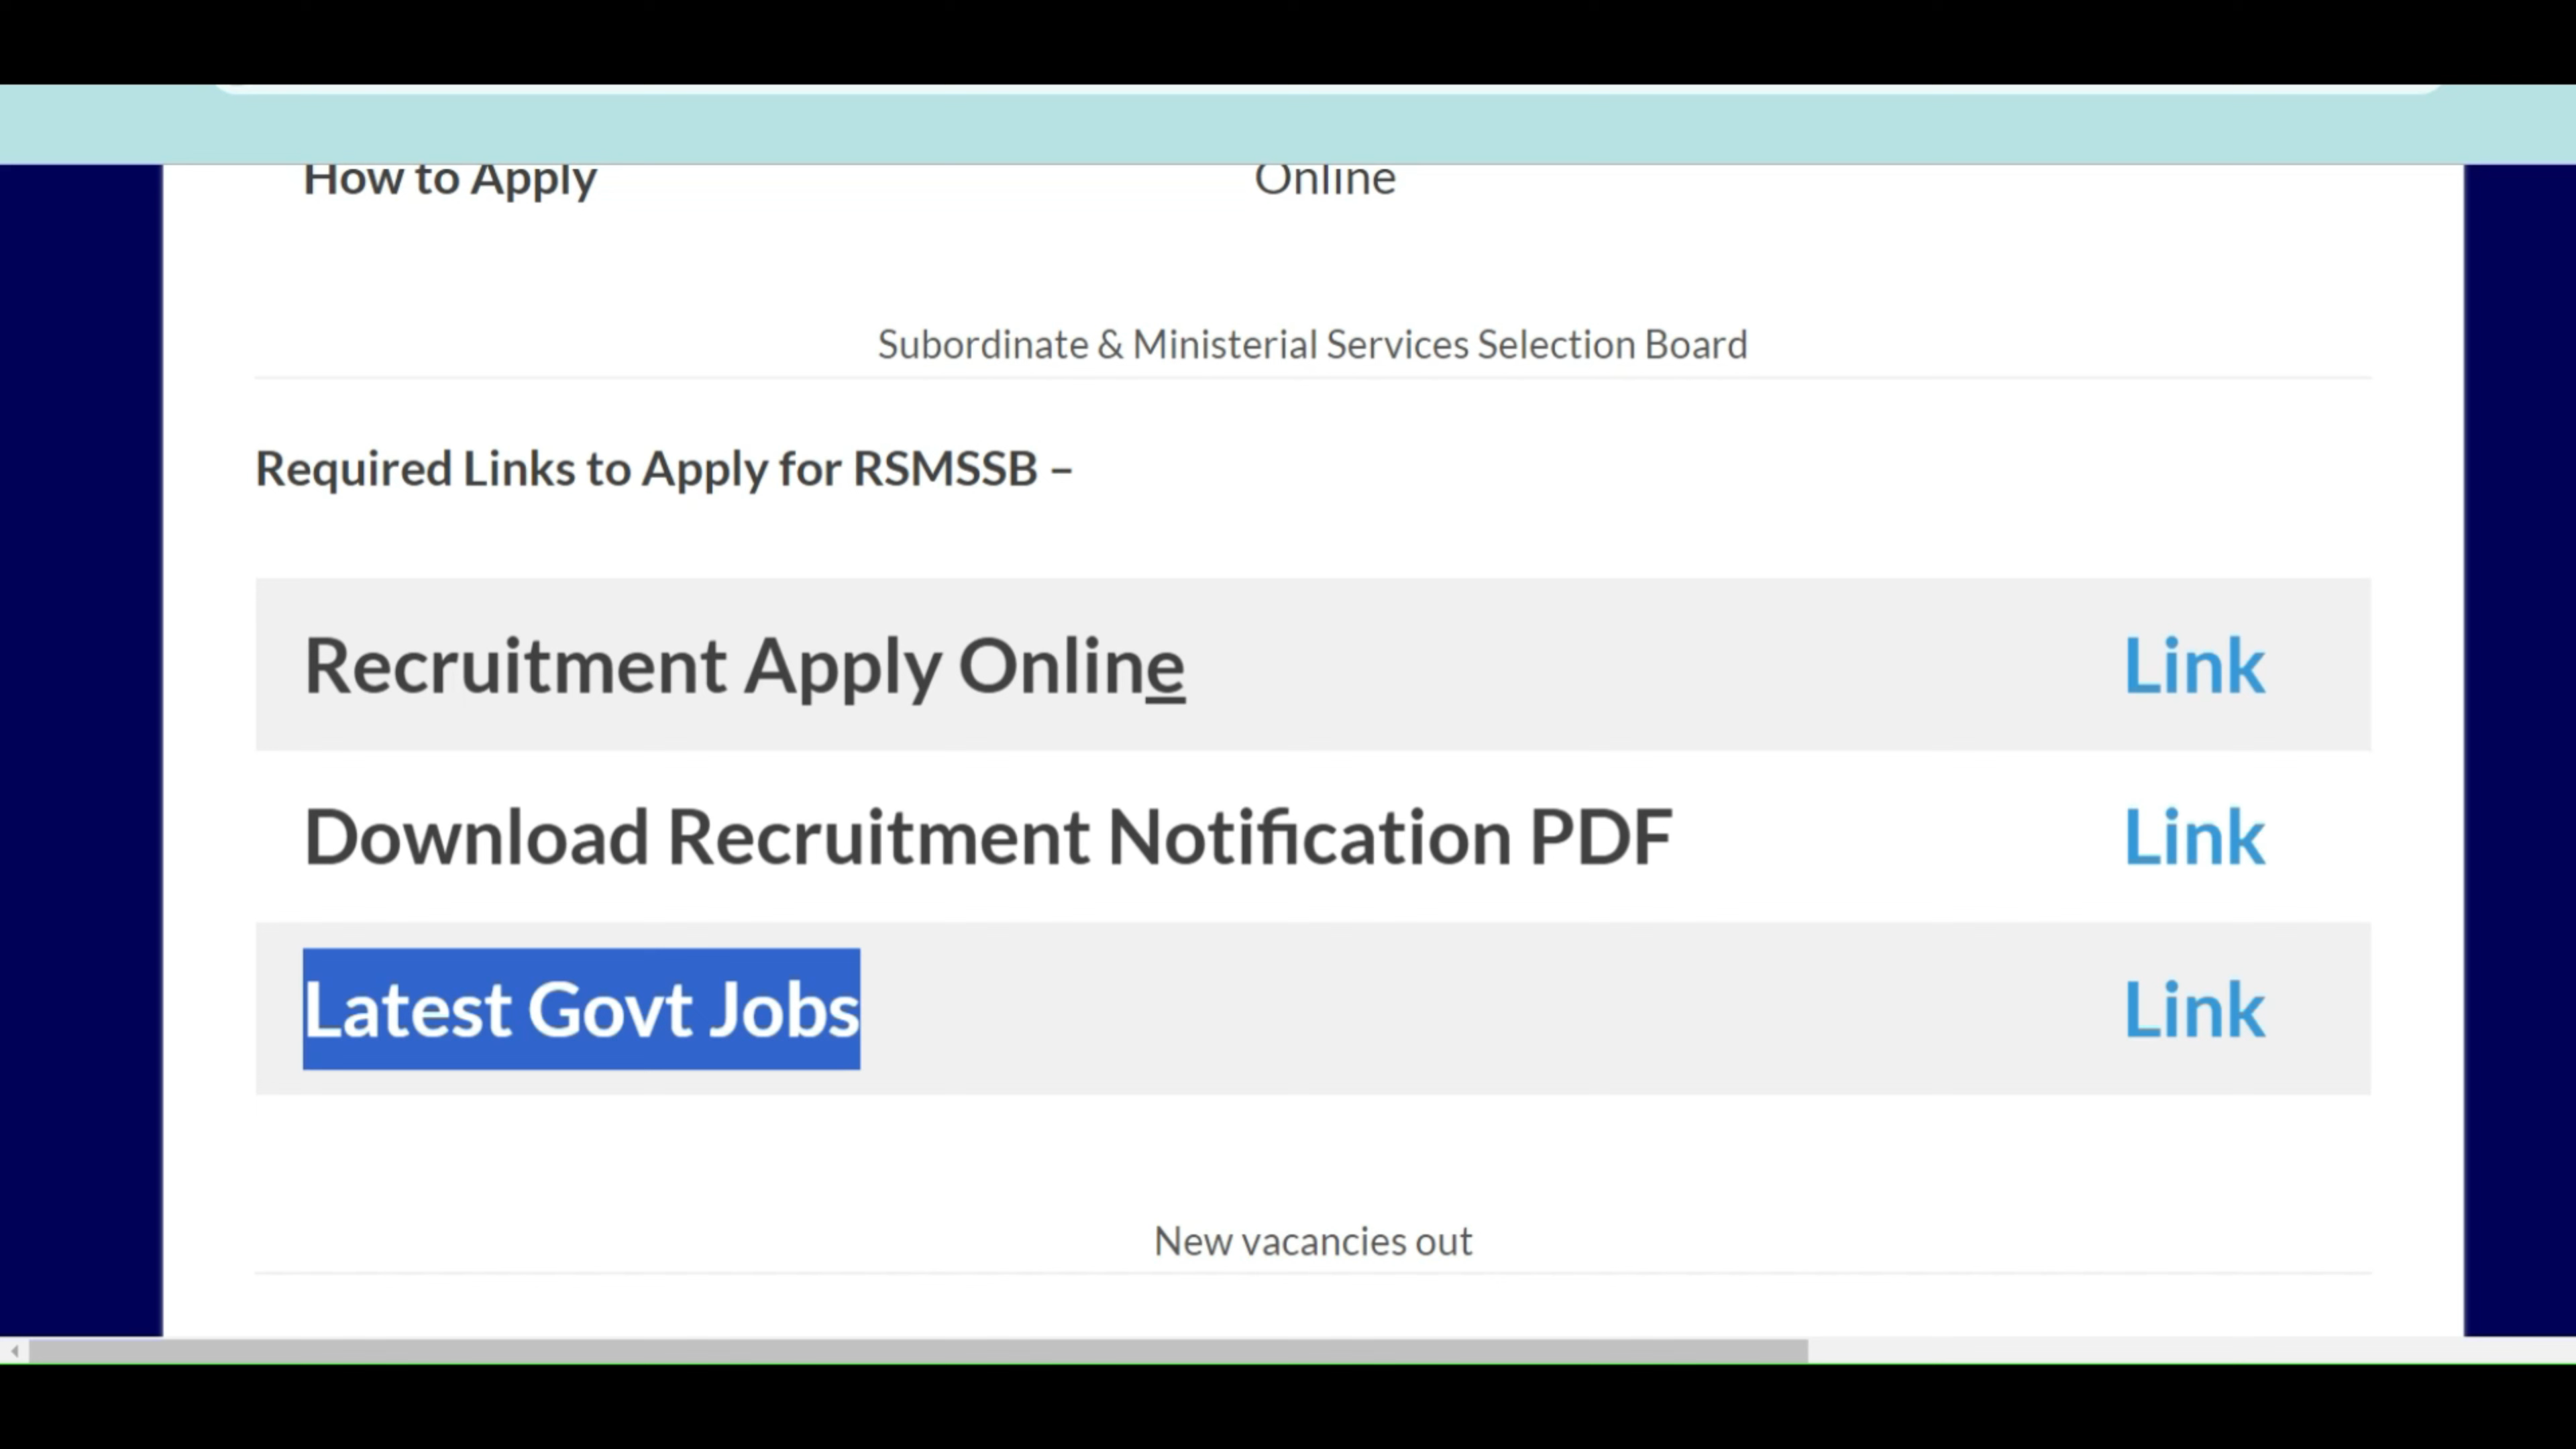 How to Apply Online
Subordinate & Ministerial Services Selection Board
Required Links to Apply for RSMSSB –
Recruitment Apply Online Link
Download Recruitment Notification PDF Link
Latest Govt Jobs Link
New vacancies out